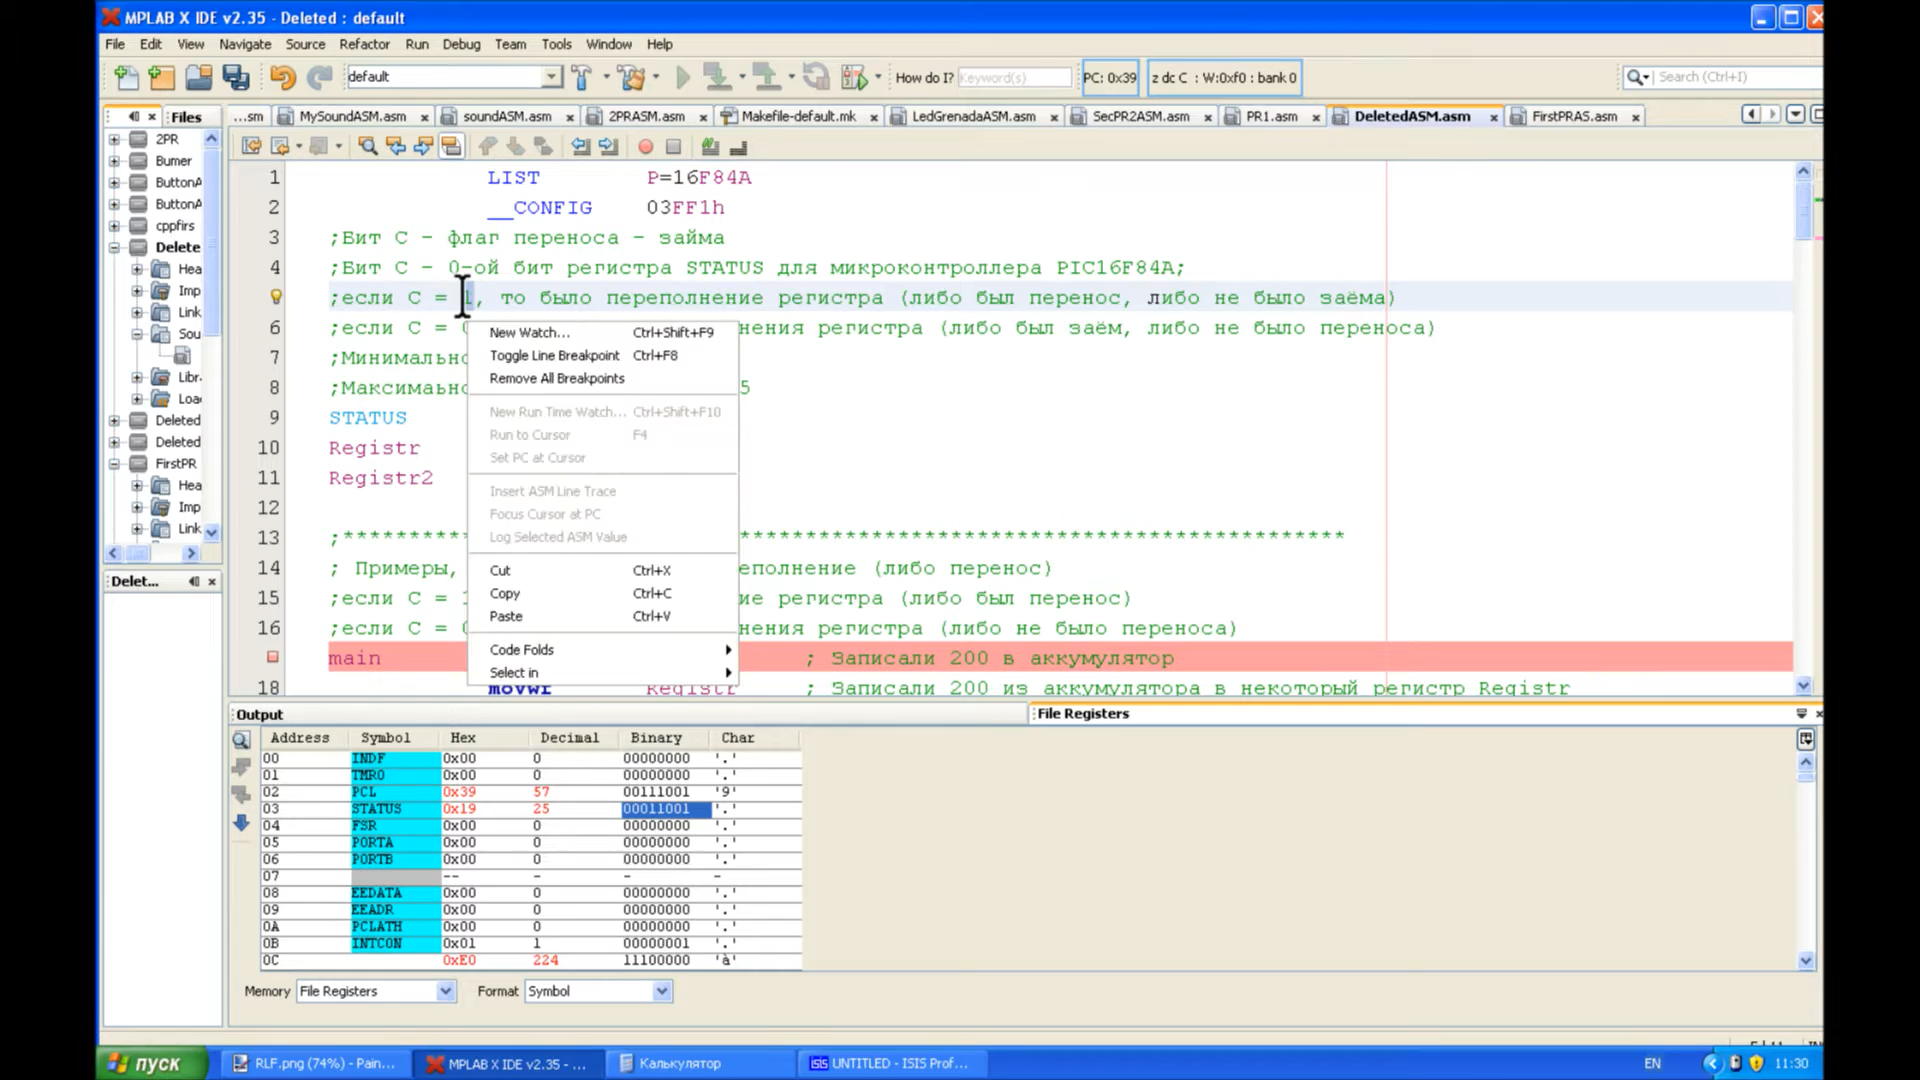 MPLAB X IDE v2.35 - Deleted : default
File Edit View Navigate Source Refactor Run Debug Team Tools Window Help
default How do I? Keyword(s) PC: 0x39 z dc C : W:0xf0 : bank 0 Search (Ctrl+I)
Files ...sm MySoundASM.asm soundASM.asm 2PRASM.asm Makefile-default.mk LedGrenadaASM.asm SecPR2ASM.asm PR1.asm DeletedASM.asm FirstPRAS.asm
2PR
Bumer
ButtonA
ButtonA
cppfirs
Delete
Hea
Imp
Link
Sou
Libr
Loa
Deleted
Deleted
FirstPR
Hea
Imp
Link
Delet...
1 LIST P=16F84A
2 __CONFIG 03FF1h
3 ;Бит С - флаг переноса - займа
4 ;Бит С - 0-ой бит регистра STATUS для микроконтроллера PIC16F84A;
;если С = 1, то было переполнение регистра (либо был перенос, либо не было заёма)
6 ;если С = 0 нения регистра (либо был заём, либо не было переноса)
7 ;Минимально
8 ;Максимаьно 5
9 STATUS
10 Registr
11 Registr2
12
13 ;****************************************************************************
14 ; Примеры, еполнение (либо перенос)
15 ;если С = 1 ие регистра (либо был перенос)
16 ;если С = 0 нения регистра (либо не было переноса)
main ; Записали 200 в аккумулятор
18 movwf Registr ; Записали 200 из аккумулятора в некоторый регистр Registr
New Watch... Ctrl+Shift+F9
Toggle Line Breakpoint Ctrl+F8
Remove All Breakpoints
New Run Time Watch... Ctrl+Shift+F10
Run to Cursor F4
Set PC at Cursor
Insert ASM Line Trace
Focus Cursor at PC
Log Selected ASM Value
Cut Ctrl+X
Copy Ctrl+C
Paste Ctrl+V
Code Folds
Select in
Output File Registers
Address Symbol Hex Decimal Binary Char
00 INDF 0x00 0 00000000 '.'
01 TMR0 0x00 0 00000000 '.'
02 PCL 0x39 57 00111001 '9'
03 STATUS 0x19 25 00011001 '.'
04 FSR 0x00 0 00000000 '.'
05 PORTA 0x00 0 00000000 '.'
06 PORTB 0x00 0 00000000 '.'
07 -- - - -
08 EEDATA 0x00 0 00000000 '.'
09 EEADR 0x00 0 00000000 '.'
0A PCLATH 0x00 0 00000000 '.'
0B INTCON 0x01 1 00000001 '.'
0C 0xE0 224 11100000 'à'
Memory File Registers Format Symbol
пуск RLF.png (74%) - Pain... MPLAB X IDE v2.35 - ... Калькулятор UNTITLED - ISIS Prof... EN 11:30